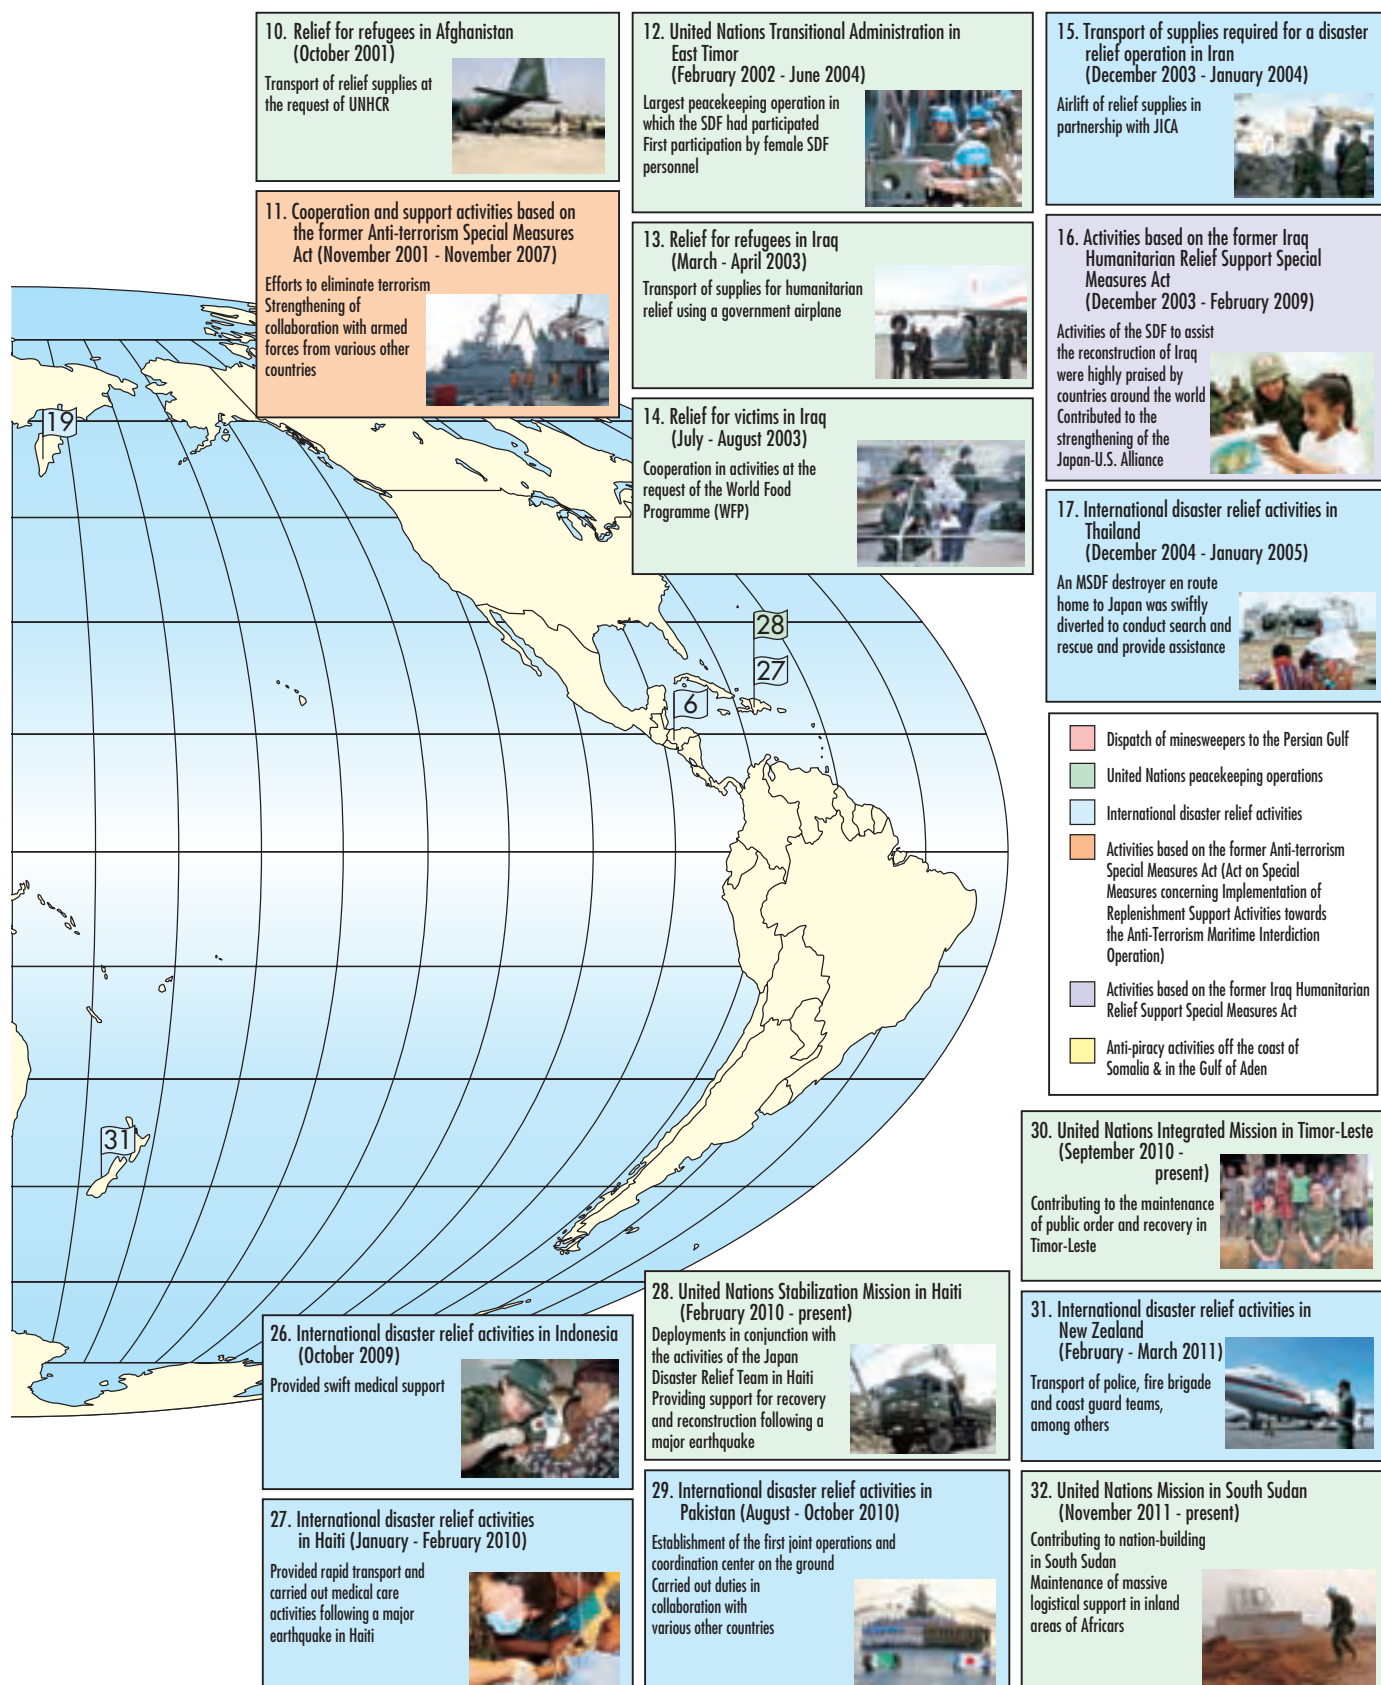 10. Relief for refugees in Afghanistan
(October 2001)
Transport of relief supplies at
the request of UNHCR
11. Cooperation and support activities based on
the former Anti-terrorism Special Measures
Act (November 2001 - November 2007)
Efforts to eliminate terrorism
Strengthening of
collaboration with armed
forces from various other
countries
12. United Nations Transitional Administration in
East Timor
(February 2002 - June 2004)
Largest peacekeeping operation in
which the SDF had participated
First participation by female SDF
personnel
13. Relief for refugees in Iraq
(March - April 2003)
Transport of supplies for humanitarian
relief using a government airplane
14. Relief for victims in Iraq
(July - August 2003)
Cooperation in activities at the
request of the World Food
Programme (WFP)
15. Transport of supplies required for a disaster
relief operation in Iran
(December 2003 - January 2004)
Airlift of relief supplies in
partnership with JICA
16. Activities based on the former Iraq
Humanitarian Relief Support Special
Measures Act
(December 2003 - February 2009)
Activities of the SDF to assist
the reconstruction of Iraq
were highly praised by
countries around the world
Contributed to the
strengthening of the
Japan-U.S. Alliance
17. International disaster relief activities in
Thailand
(December 2004 - January 2005)
An MSDF destroyer en route
home to Japan was swiftly
diverted to conduct search and
rescue and provide assistance
19
28
27
6
31
Dispatch of minesweepers to the Persian Gulf
United Nations peacekeeping operations
International disaster relief activities
Activities based on the former Anti-terrorism
Special Measures Act (Act on Special
Measures concerning Implementation of
Replenishment Support Activities towards
the Anti-Terrorism Maritime Interdiction
Operation)
Activities based on the former Iraq Humanitarian
Relief Support Special Measures Act
Anti-piracy activities off the coast of
Somalia & in the Gulf of Aden
26. International disaster relief activities in Indonesia
(October 2009)
Provided swift medical support
27. International disaster relief activities
in Haiti (January - February 2010)
Provided rapid transport and
carried out medical care
activities following a major
earthquake in Haiti
28. United Nations Stabilization Mission in Haiti
(February 2010 - present)
Deployments in conjunction with
the activities of the Japan
Disaster Relief Team in Haiti
Providing support for recovery
and reconstruction following a
major earthquake
29. International disaster relief activities in
Pakistan (August - October 2010)
Establishment of the first joint operations and
coordination center on the ground
Carried out duties in
collaboration with
various other countries
30. United Nations Integrated Mission in Timor-Leste
(September 2010 -
present)
Contributing to the maintenance
of public order and recovery in
Timor-Leste
31. International disaster relief activities in
New Zealand
(February - March 2011)
Transport of police, fire brigade
and coast guard teams,
among others
32. United Nations Mission in South Sudan
(November 2011 - present)
Contributing to nation-building
in South Sudan
Maintenance of massive
logistical support in inland
areas of Africars